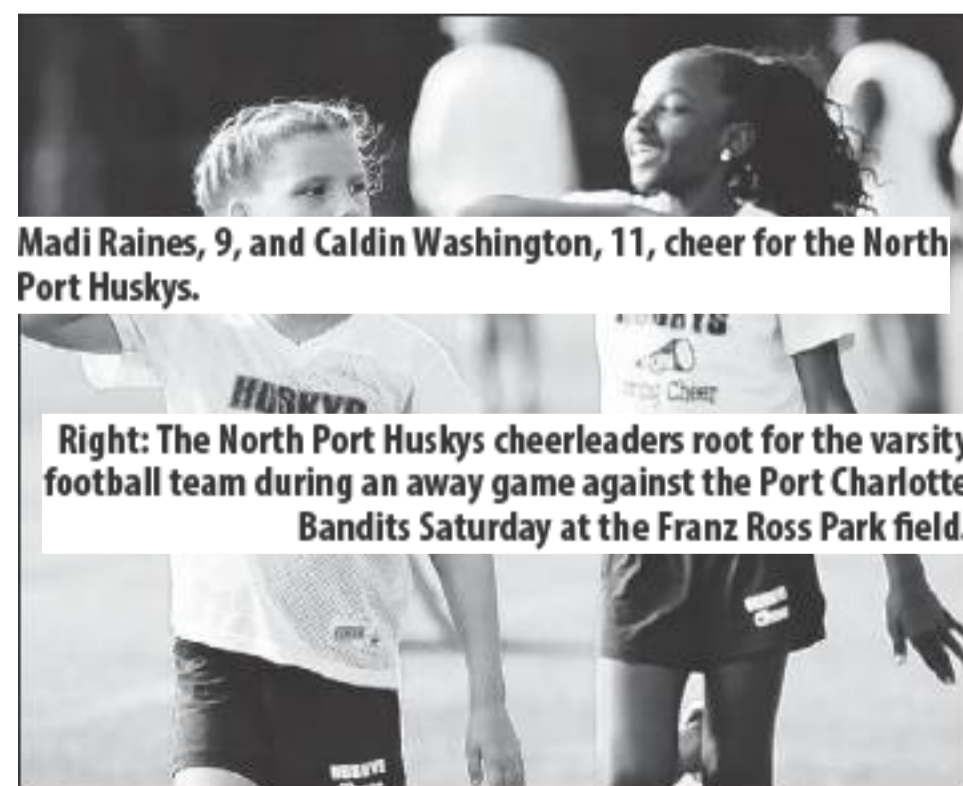 Madi Raines, 9, and Caldin Washington, 11, cheer for the North
Port Huskys.
HUSKYS
Cheer
Right: The North Port Huskys cheerleaders root for the varsity
football team during an away game against the Port Charlotte
Bandits Saturday at the Franz Ross Park field.